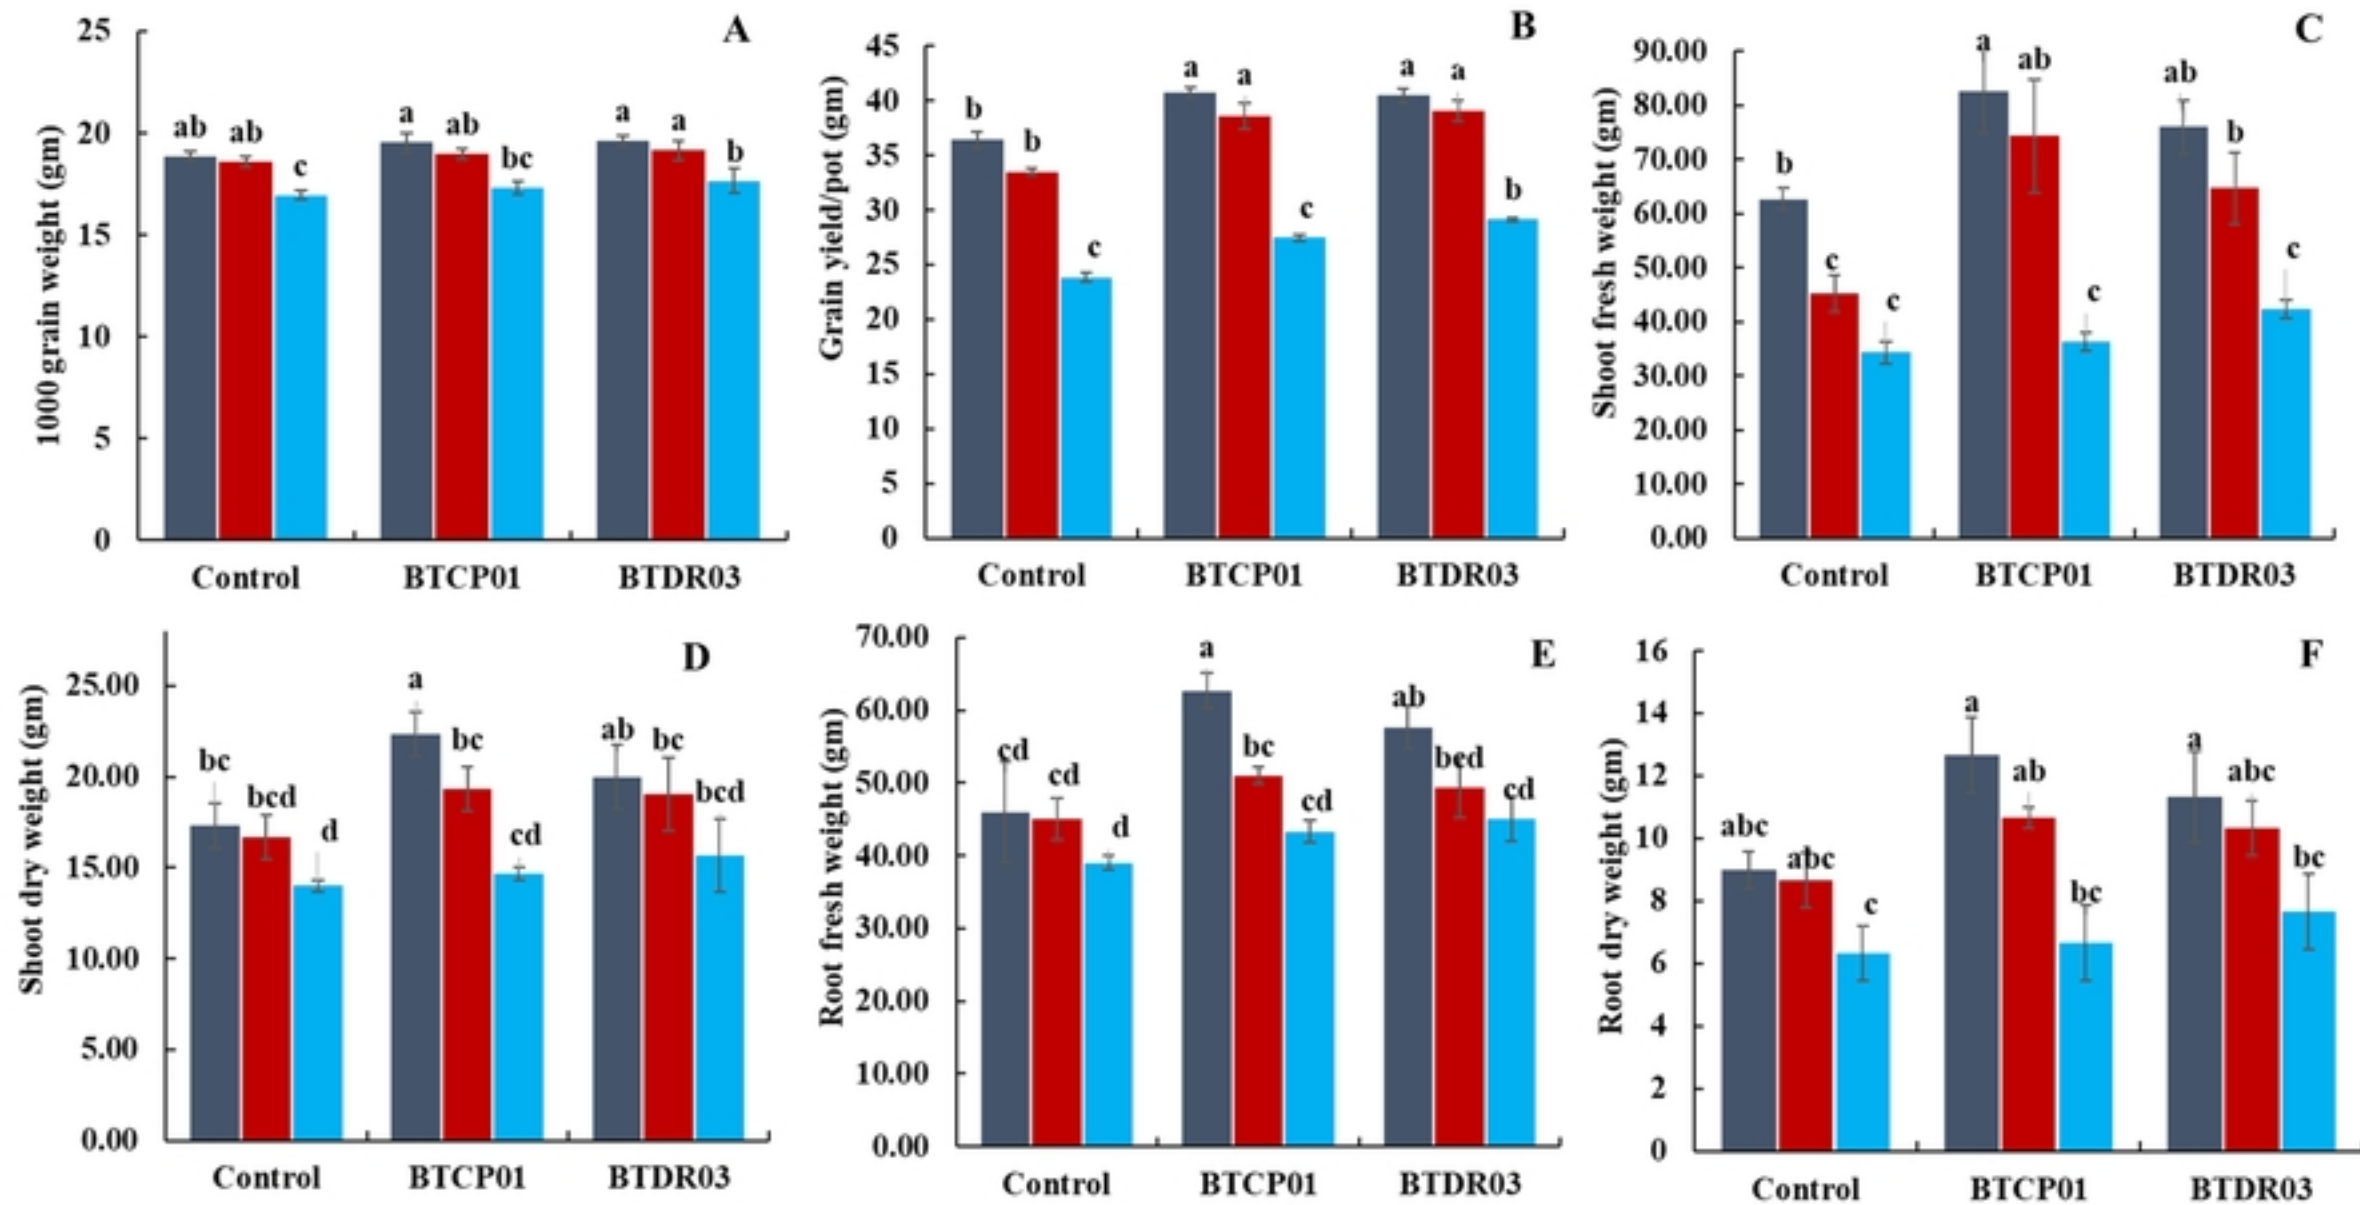 A
1000 grain weight (gm)
25
20
15
10
5
0
ab ab c
a ab bc
a a b
Control BTCP01 BTDR03
B
Grain yield/pot (gm)
45
40
35
30
25
20
15
10
5
0
b b c
a a c
a a b
Control BTCP01 BTDR03
C
Shoot fresh weight (gm)
90.00
80.00
70.00
60.00
50.00
40.00
30.00
20.00
10.00
0.00
b c c
a ab c
ab b c
Control BTCP01 BTDR03
D
Shoot dry weight (gm)
25.00
20.00
15.00
10.00
5.00
0.00
bc bcd d
a bc cd
ab bc bcd
Control BTCP01 BTDR03
E
Root fresh weight (gm)
70.00
60.00
50.00
40.00
30.00
20.00
10.00
0.00
cd cd d
a bc cd
ab bcd cd
Control BTCP01 BTDR03
F
Root dry weight (gm)
16
14
12
10
8
6
4
2
0
abc abc c
a ab bc
a abc bc
Control BTCP01 BTDR03